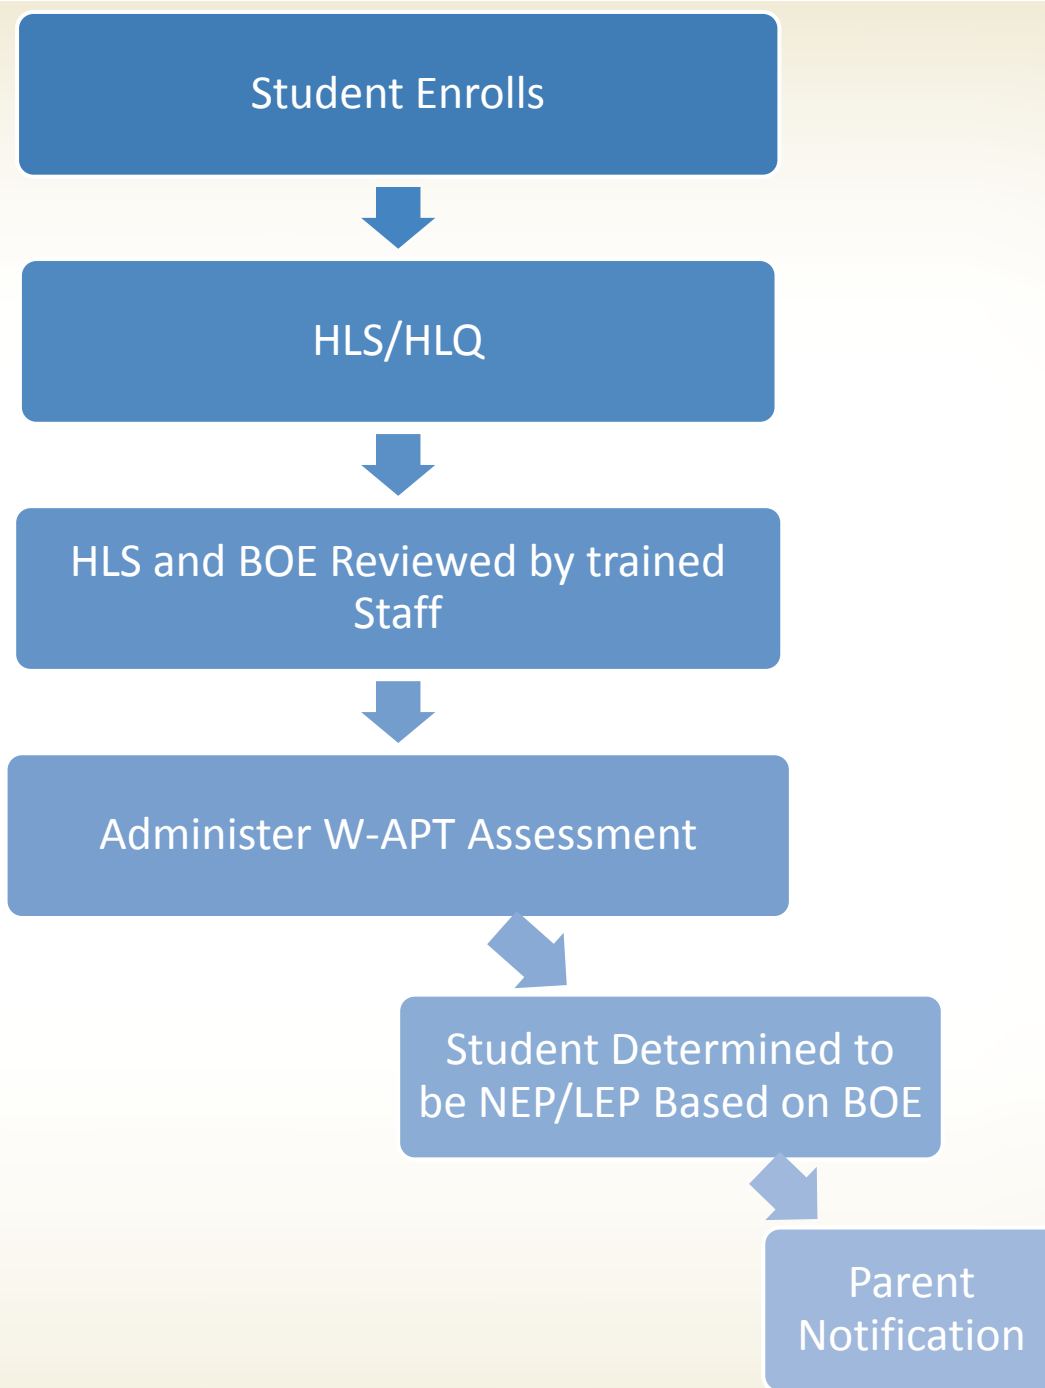 Student Enrolls
HLS/HLQ
HLS and BOE Reviewed by trained
Staff
Administer W-APT Assessment
Student Determined to
be NEP/LEP Based on BOE
Parent
Notification